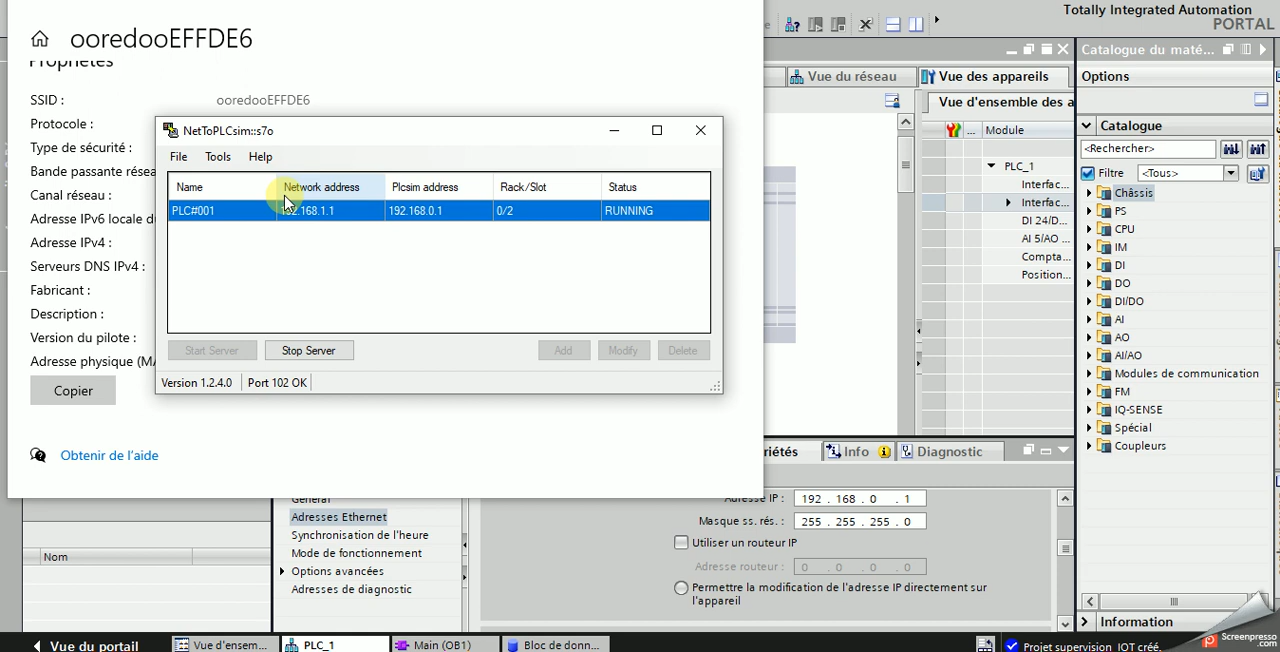 Totally Integrated Automation
PORTAL
ooredooEFFDE6
Propriétés
SSID :
ooredooEFFDE6
Protocole :
Type de sécurité :
Bande passante résea
Canal réseau :
Adresse IPv6 locale du
Adresse IPv4 :
Serveurs DNS IPv4 :
Fabricant :
Description :
Version du pilote :
Adresse physique (MA
Copier
Obtenir de l'aide
NetToPLCsim::s7o
File Tools Help
Name Network address Plcsim address Rack/Slot Status
PLC#001 192.168.1.1 192.168.0.1 0/2 RUNNING
Start Server Stop Server Add Modify Delete
Version 1.2.4.0 Port 102 OK
Vue du réseau Vue des appareils
Vue d'ensemble des a
... Module
PLC_1
Interfac...
Interfac...
DI 24/D...
AI 5/AO ...
Compta...
Position...
Catalogue du maté...
Options
Catalogue
<Rechercher>
Filtre <Tous>
Châssis
PS
CPU
IM
DI
DO
DI/DO
AI
AO
AI/AO
Modules de communication
FM
IQ-SENSE
Spécial
Coupleurs
Information
riétés Info Diagnostic
Général
Adresses Ethernet
Synchronisation de l'heure
Mode de fonctionnement
Options avancées
Adresses de diagnostic
Nom
Adresse IP : 192 . 168 . 0 . 1
Masque ss. rés. : 255 . 255 . 255 . 0
Utiliser un routeur IP
Adresse routeur : 0 . 0 . 0 . 0
Permettre la modification de l'adresse IP directement sur
l'appareil
Vue du portail Vue d'ensem... PLC_1 Main (OB1) Bloc de donn...
Projet supervision_IOT créé.
Screenpresso
.com